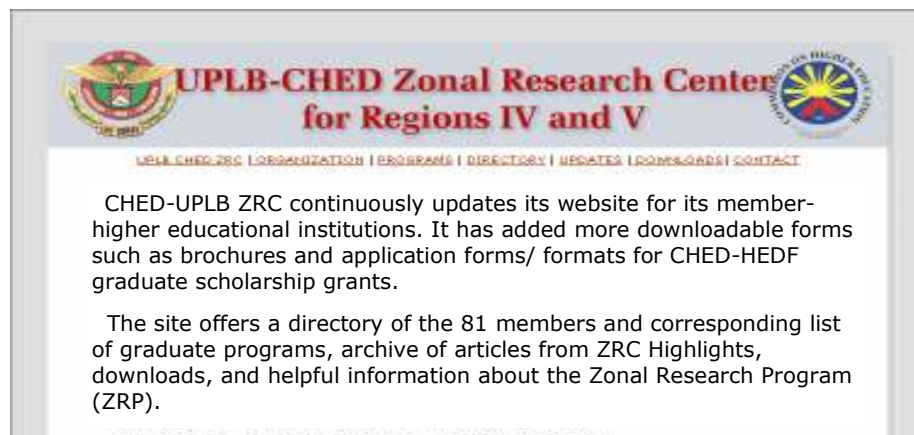 UPLB-CHED Zonal Research Center
for Regions IV and V
UPLB CHED ZRC | ORGANIZATION | PROGRAMS | DIRECTORY | UPDATES | DOWNLOADS | CONTACT
CHED-UPLB ZRC continuously updates its website for its member-
higher educational institutions. It has added more downloadable forms
such as brochures and application forms/ formats for CHED-HEDF
graduate scholarship grants.
The site offers a directory of the 81 members and corresponding list
of graduate programs, archive of articles from ZRC Highlights,
downloads, and helpful information about the Zonal Research Program
(ZRP).